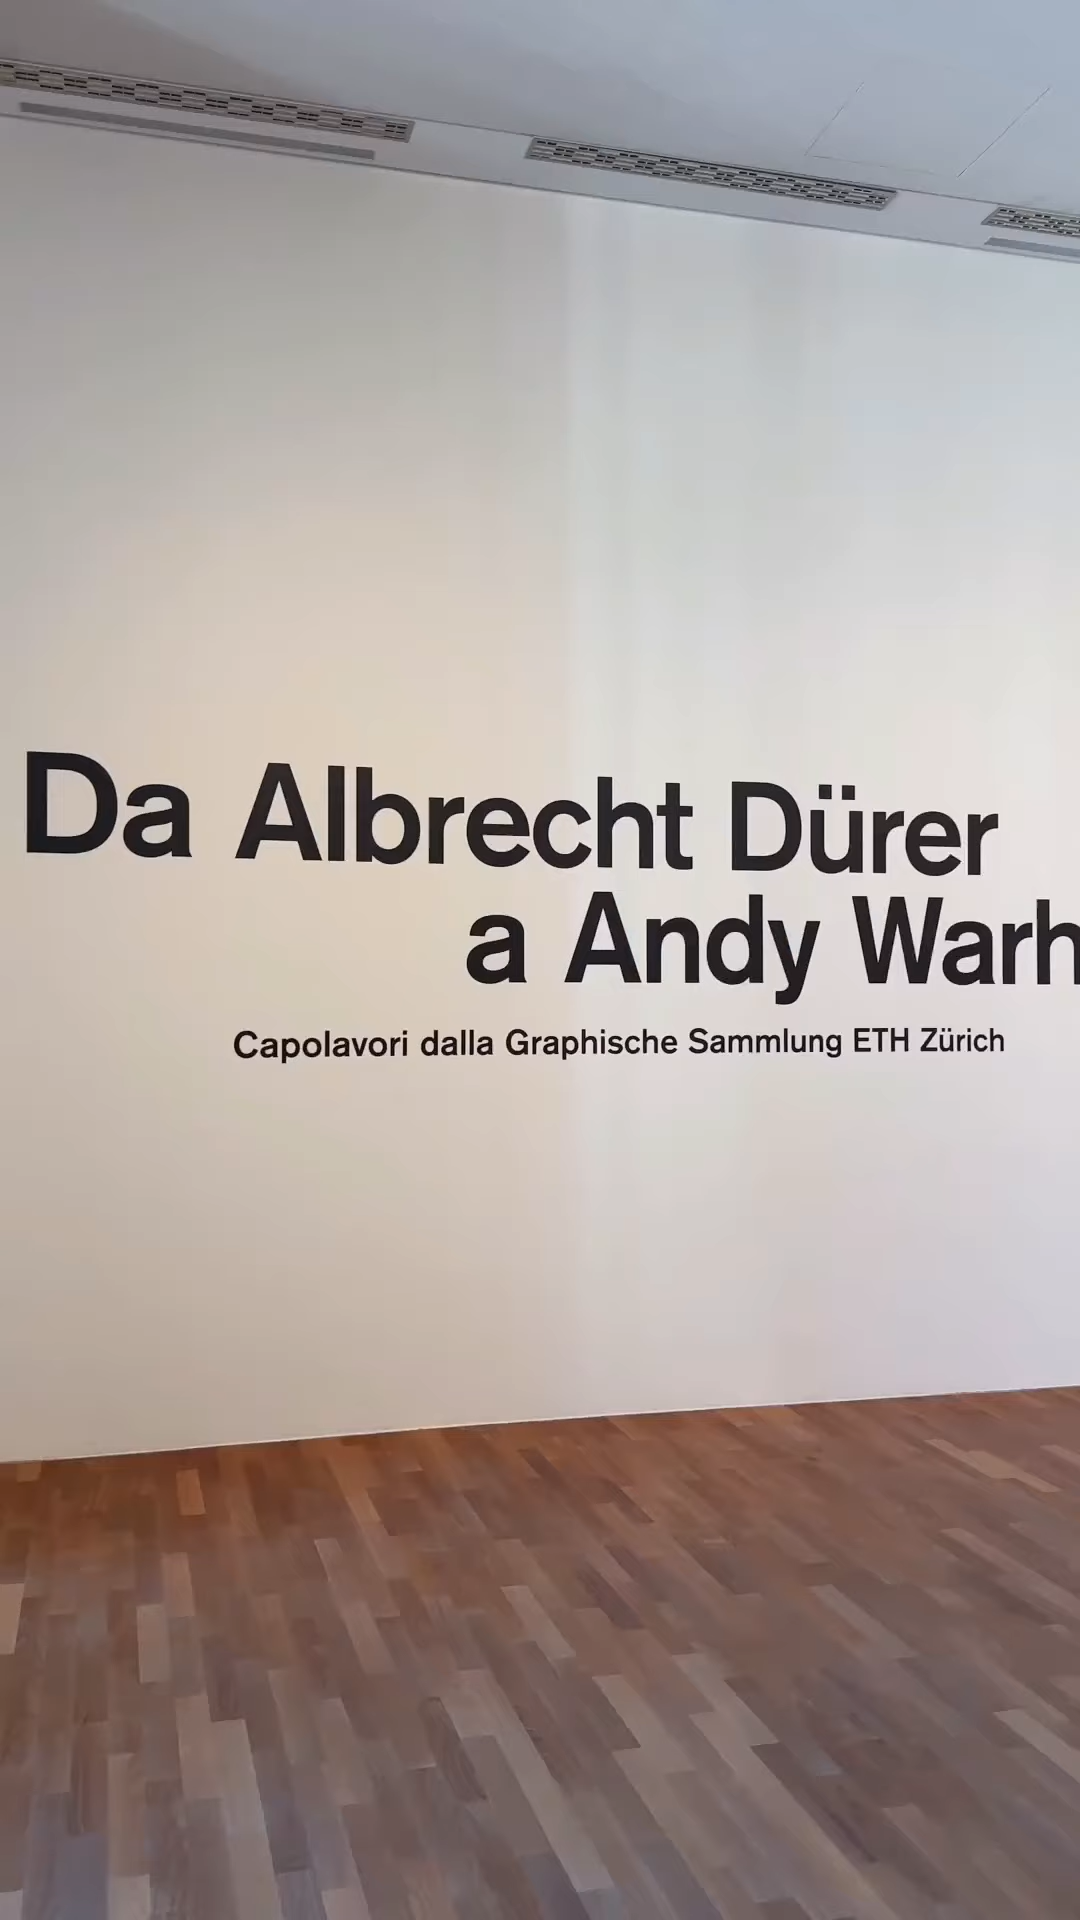 Da Albrecht Dürer
a Andy Warh
Capolavori dalla Graphische Sammlung ETH Zürich